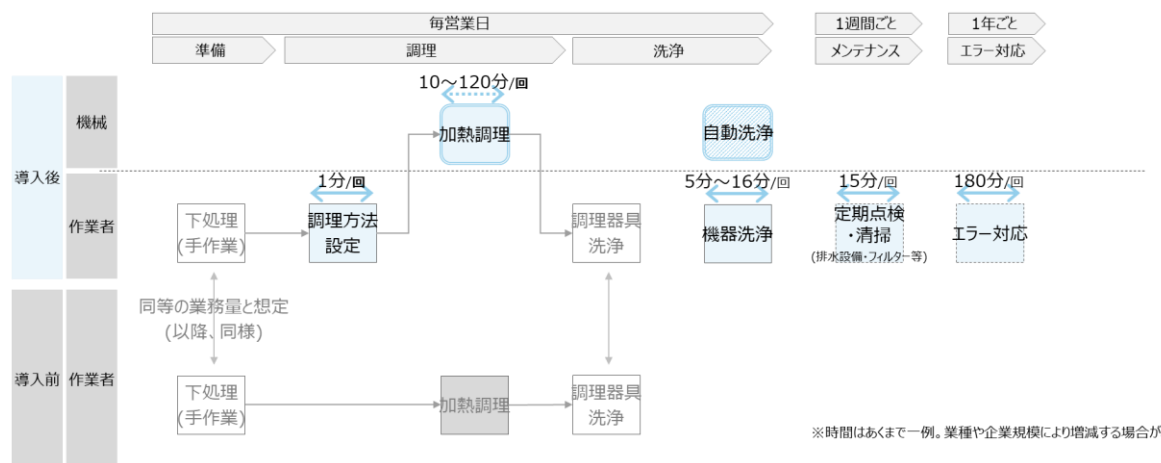 毎営業日
1週間ごと
1年ごと
準備
調理
洗浄
メンテナンス
エラー対応
10～120分/回
機械
加熱調理
自動洗浄
導入後
1分/回
5分～16分/回
15分/回
180分/回
作業者
下処理
(手作業)
調理方法
設定
調理器具
洗浄
機器洗浄
定期点検
・清掃
(排水設備・フィルター等)
エラー対応
同等の業務量と想定
(以降、同様)
導入前
作業者
下処理
(手作業)
加熱調理
調理器具
洗浄
※時間はあくまで一例。業種や企業規模により増減する場合が